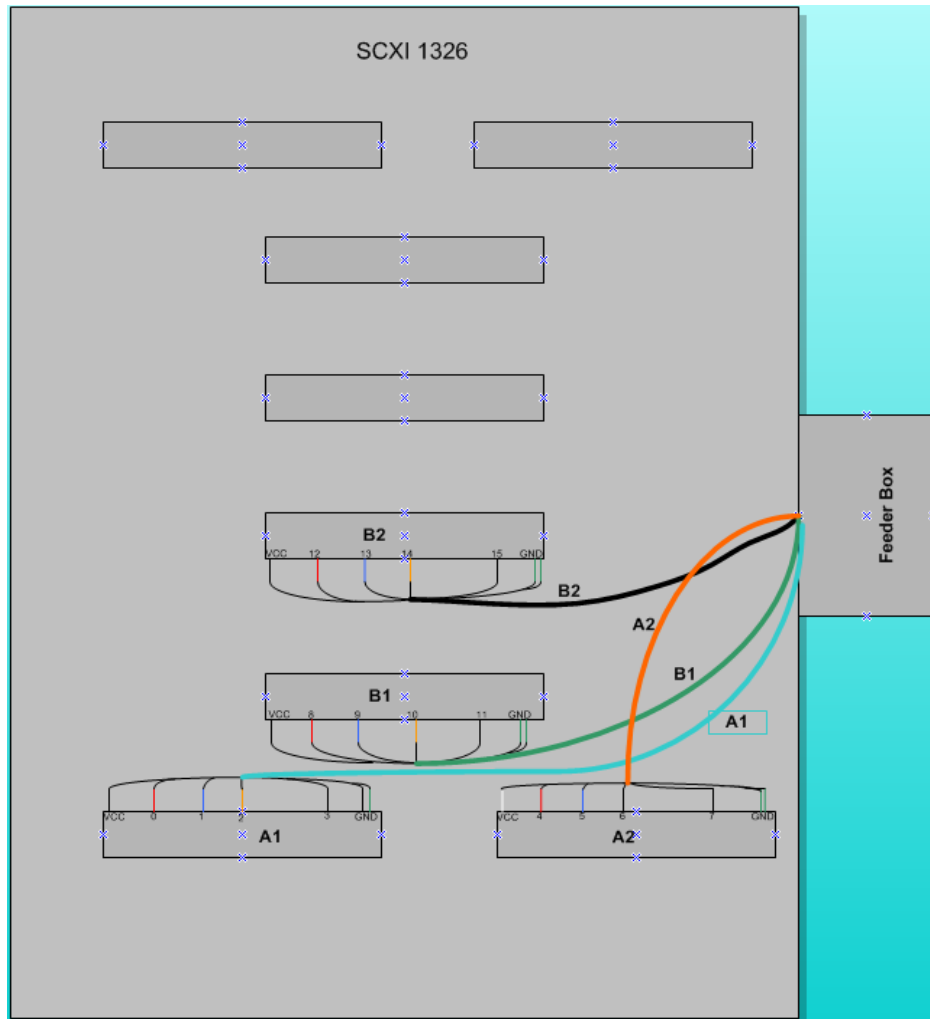 SCXI 1326
Feeder Box
B2
VCC 12 13 14 15 GND
B2
A2
B1
B1
VCC 8 9 10 11 GND
A1
VCC 0 1 2 3 GND
A1
VCC 4 5 6 7 GND
A2